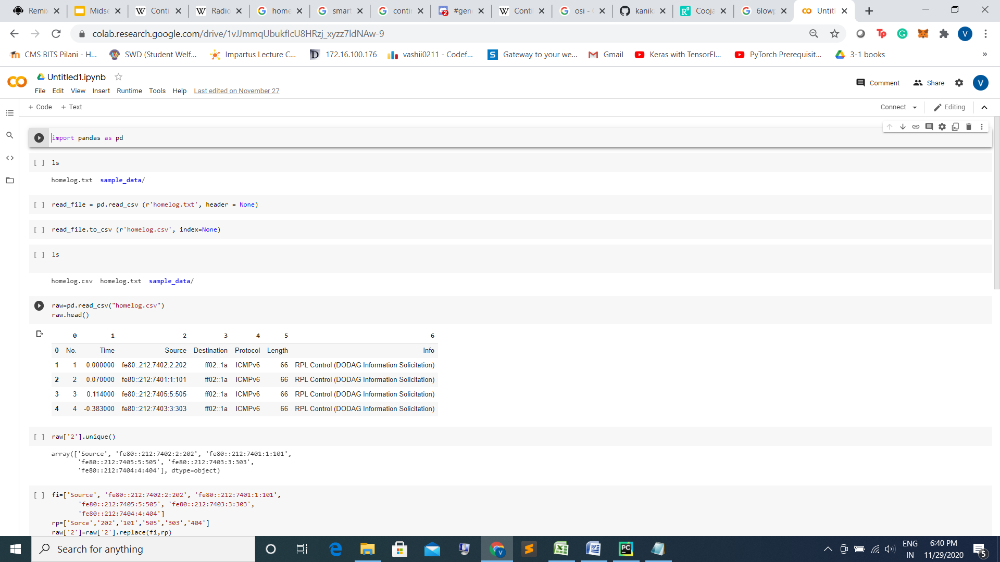 Remix Midse Conti Radio home smart contin #gene Conti osi - G kanik Cooja 6lowp Untitl
colab.research.google.com/drive/1vJJmmqUbukfIcU8HRzj_xyzz7ldNAw-9
CMS BITS Pilani - H... SWD (Student Welf... Impartus Lecture C... 172.16.100.176 vashii0211 - Codef... Gateway to your we... Gmail Keras with TensorFl... PyTorch Prerequisit... 3-1 books »
Untitled1.ipynb
Comment Share V
File Edit View Insert Runtime Tools Help Last edited on November 27
+ Code + Text Connect Editing
import pandas as pd
[ ] ls
homelog.txt sample_data/
[ ] read_file = pd.read_csv (r'homelog.txt', header = None)
[ ] read_file.to_csv (r'homelog.csv', index=None)
[ ] ls
homelog.csv homelog.txt sample_data/
raw=pd.read_csv("homelog.csv")
raw.head()
0 1 2 3 4 5 6
0 No. Time Source Destination Protocol Length Info
1 1 0.000000 fe80::212:7402:2:202 ff02::1a ICMPv6 66 RPL Control (DODAG Information Solicitation)
2 2 0.070000 fe80::212:7401:1:101 ff02::1a ICMPv6 66 RPL Control (DODAG Information Solicitation)
3 3 0.114000 fe80::212:7405:5:505 ff02::1a ICMPv6 66 RPL Control (DODAG Information Solicitation)
4 4 -0.383000 fe80::212:7403:3:303 ff02::1a ICMPv6 66 RPL Control (DODAG Information Solicitation)
[ ] raw['2'].unique()
array(['Source', 'fe80::212:7402:2:202', 'fe80::212:7401:1:101',
'fe80::212:7405:5:505', 'fe80::212:7403:3:303',
'fe80::212:7404:4:404'], dtype=object)
[ ] fi=['Source', 'fe80::212:7402:2:202', 'fe80::212:7401:1:101',
'fe80::212:7405:5:505', 'fe80::212:7403:3:303',
'fe80::212:7404:4:404']
rp=['Sorce','202','101','505','303','404']
raw['2']=raw['2'].replace(fi,rp)
Search for anything
ENG
IN
6:40 PM
11/29/2020
5